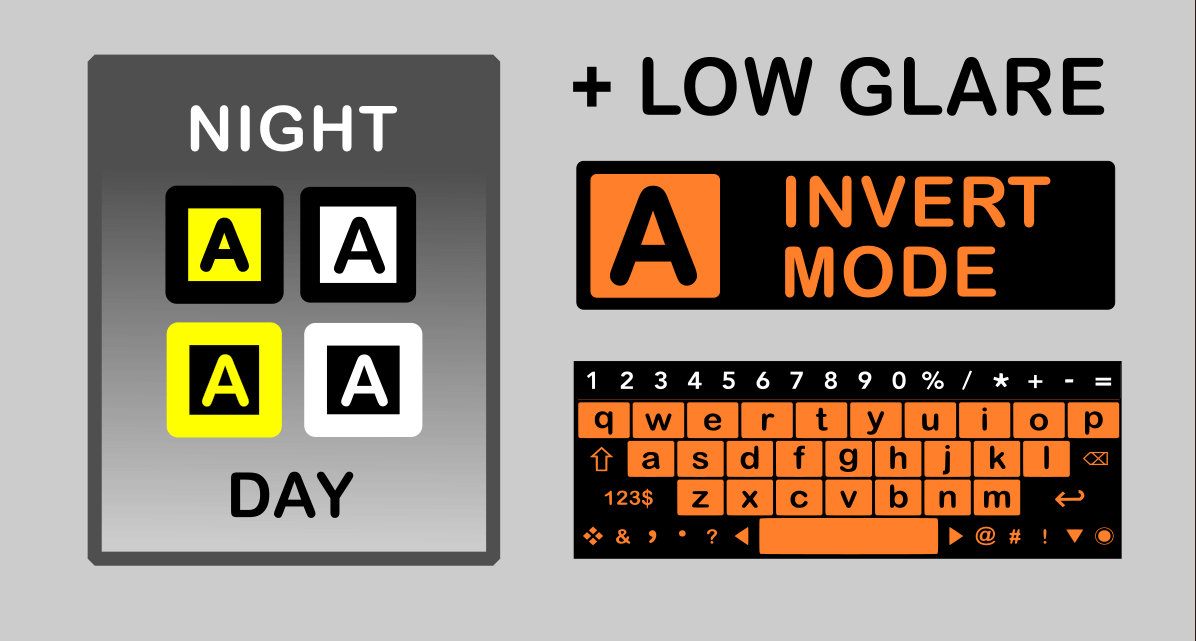 NIGHT
A A
A A
DAY
+ LOW GLARE
A INVERT
MODE
1 2 3 4 5 6 7 8 9 0 % / * + - =
q w e r t y u i o p
a s d f g h j k l
123$ z x c v b n m
& , . ? @ # !